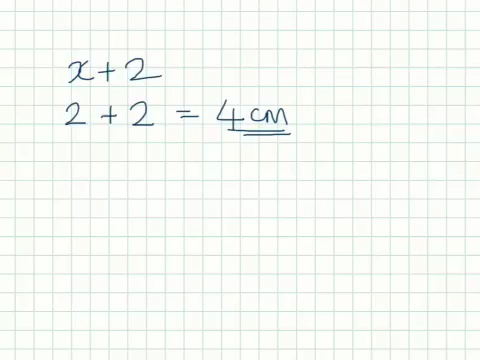 x + 2
2 + 2 = 4 cm